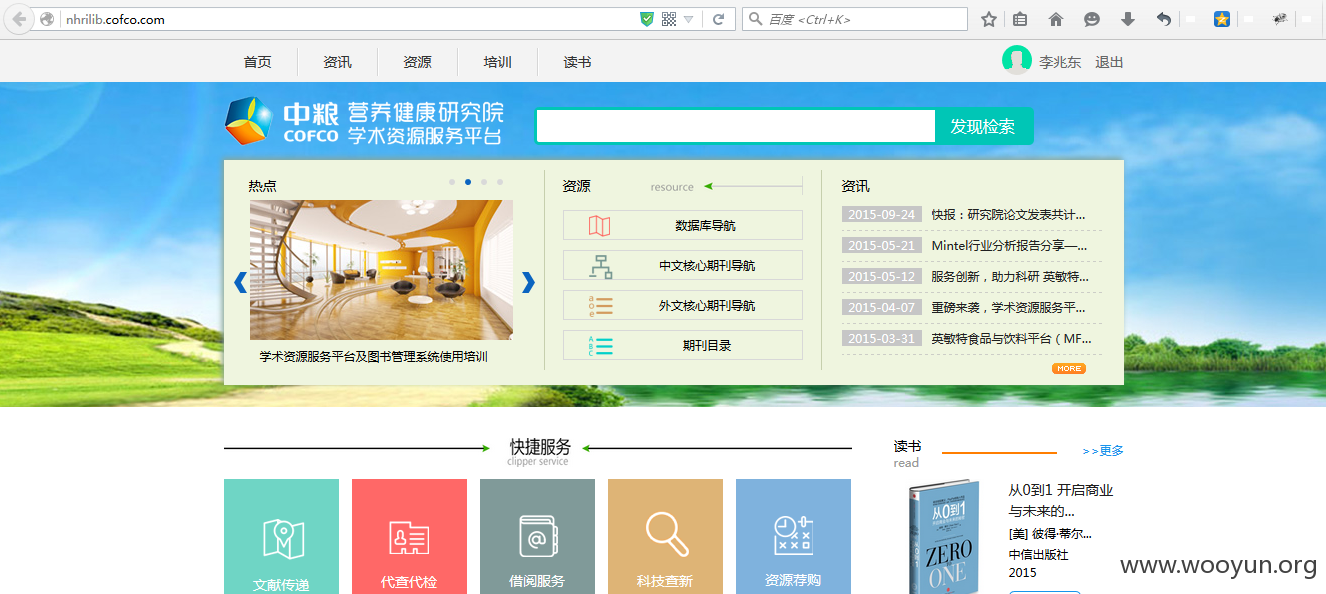 nhrilib.cofco.com
百度 <Ctrl+K>
首页 资讯 资源 培训 读书 李兆东 退出
中粮 营养健康研究院
COFCO 学术资源服务平台
发现检索
热点
学术资源服务平台及图书管理系统使用培训
资源 resource
数据库导航
中文核心期刊导航
外文核心期刊导航
期刊目录
资讯
2015-09-24 快报：研究院论文发表共计...
2015-05-21 Mintel行业分析报告分享—...
2015-05-12 服务创新，助力科研 英敏特...
2015-04-07 重磅来袭，学术资源服务平...
2015-03-31 英敏特食品与饮料平台（MF...
MORE
快捷服务
clipper service
文献传递
代查代检
借阅服务
科技查新
资源荐购
读书
read
>>更多
从0到1
ZERO
ONE
从0到1 开启商业
与未来的...
[美] 彼得·蒂尔...
中信出版社
2015
www.wooyun.org